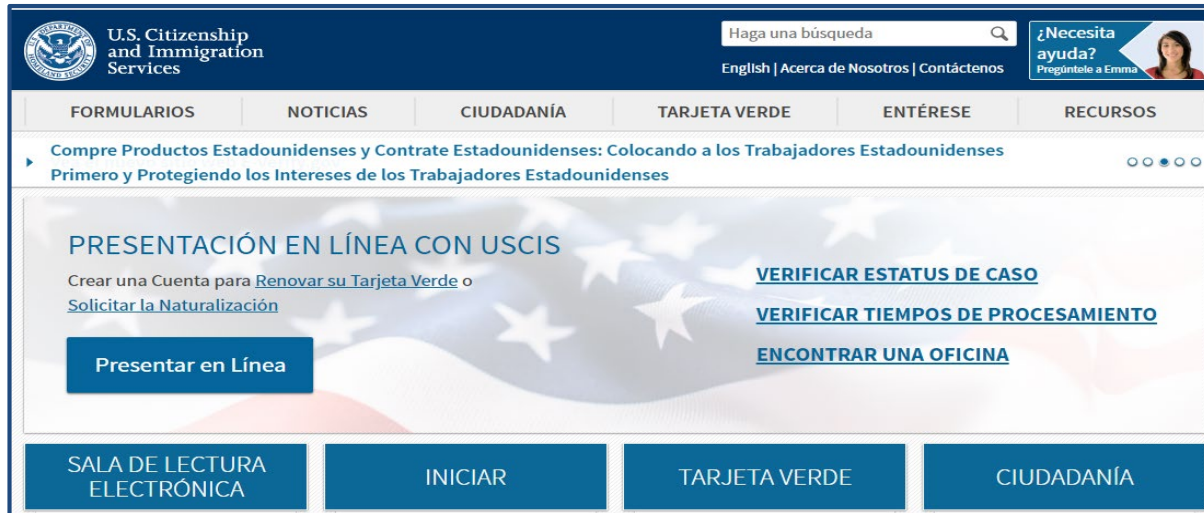 U.S. Citizenship
and Immigration
Services
Haga una búsqueda
English | Acerca de Nosotros | Contáctenos
¿Necesita
ayuda?
Pregúntele a Emma
FORMULARIOS NOTICIAS CIUDADANÍA TARJETA VERDE ENTÉRESE RECURSOS
Compre Productos Estadounidenses y Contrate Estadounidenses: Colocando a los Trabajadores Estadounidenses
Primero y Protegiendo los Intereses de los Trabajadores Estadounidenses
PRESENTACIÓN EN LÍNEA CON USCIS
Crear una Cuenta para Renovar su Tarjeta Verde o
Solicitar la Naturalización
Presentar en Línea
VERIFICAR ESTATUS DE CASO
VERIFICAR TIEMPOS DE PROCESAMIENTO
ENCONTRAR UNA OFICINA
SALA DE LECTURA
ELECTRÓNICA
INICIAR
TARJETA VERDE
CIUDADANÍA